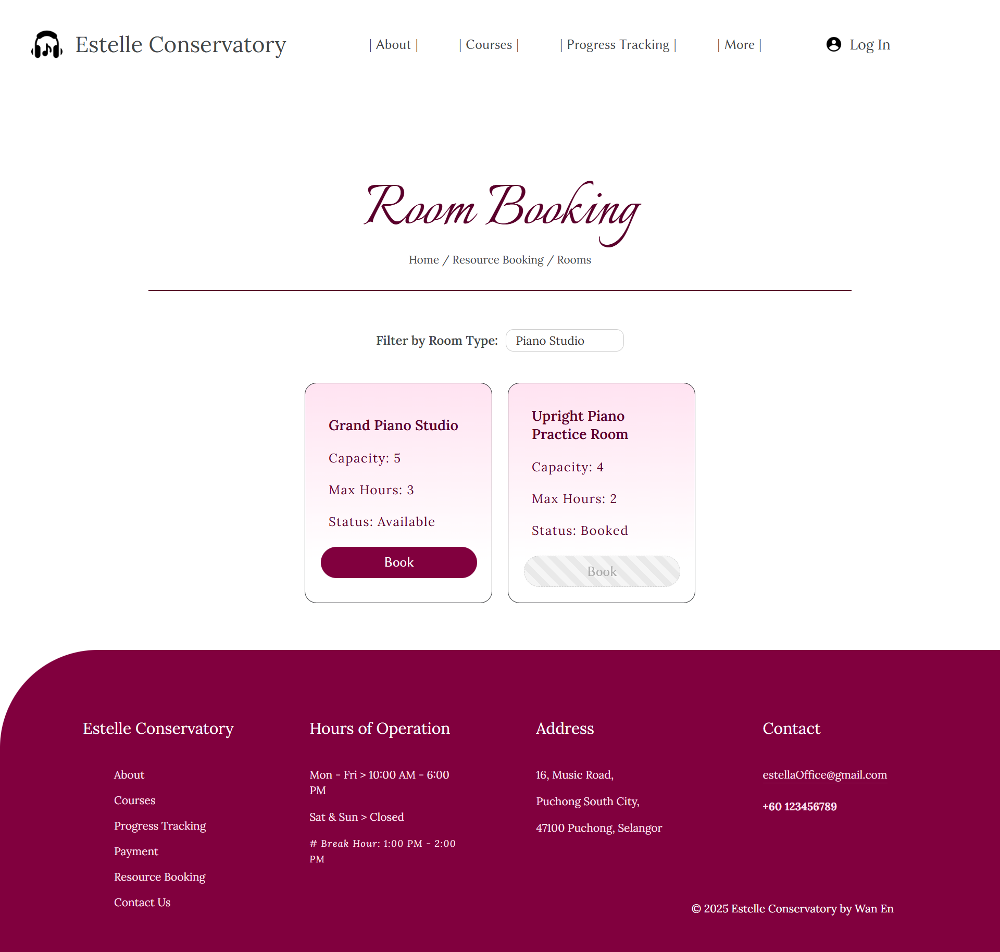 Estelle Conservatory
| About |
| Courses |
| Progress Tracking |
| More |
Log In
Room Booking
Home / Resource Booking / Rooms
Filter by Room Type:
Piano Studio
Grand Piano Studio
Capacity: 5
Max Hours: 3
Status: Available
Book
Upright Piano
Practice Room
Capacity: 4
Max Hours: 2
Status: Booked
Book
Estelle Conservatory
About
Courses
Progress Tracking
Payment
Resource Booking
Contact Us
Hours of Operation
Mon - Fri > 10:00 AM - 6:00
PM
Sat & Sun > Closed
# Break Hour: 1:00 PM - 2:00
PM
Address
16, Music Road,
Puchong South City,
47100 Puchong, Selangor
Contact
estellaOffice@gmail.com
+60 123456789
© 2025 Estelle Conservatory by Wan En